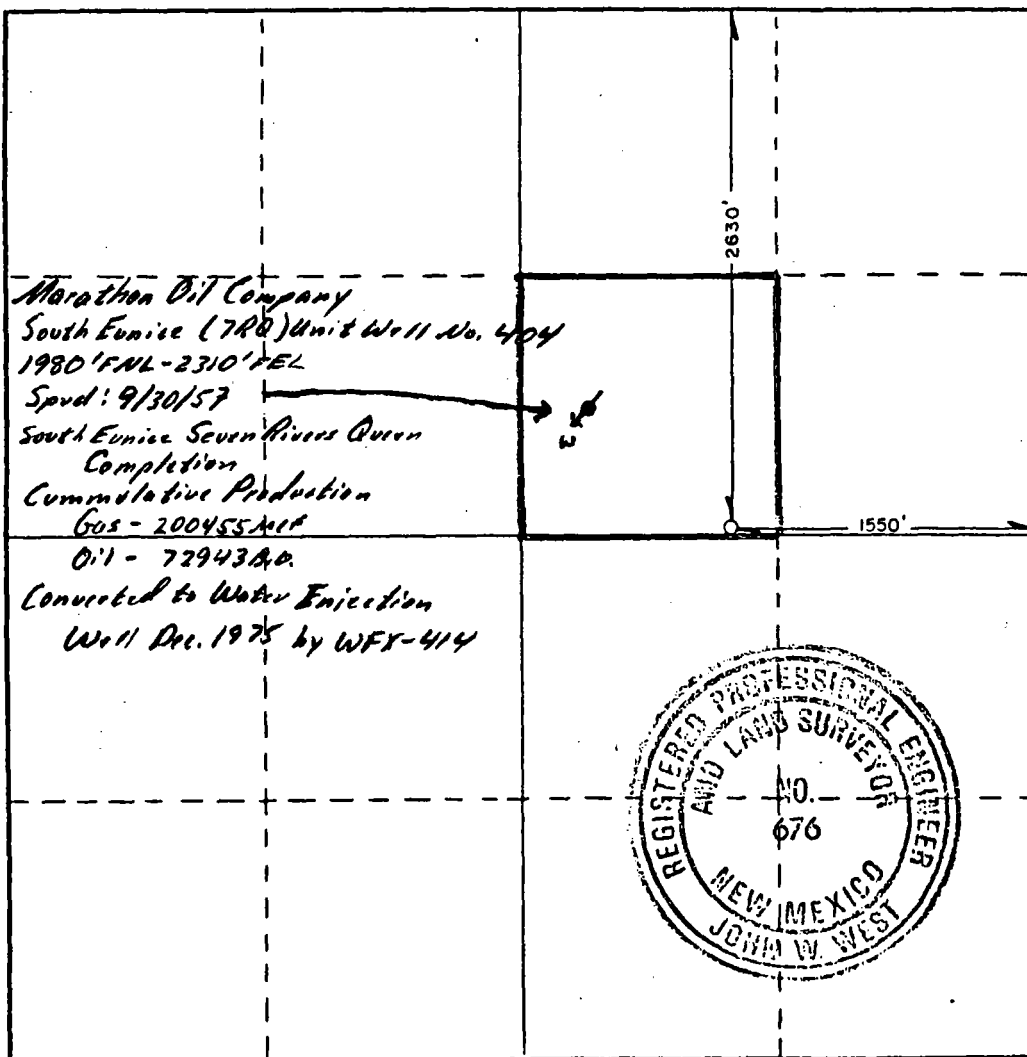 2630'
Marathon Oil Company
South Eunice (7RQ) Unit Well No. 404
1980' FNL - 2310' FEL
Spud: 9/30/57
South Eunice Seven Rivers Queen
Completion
Cummulative Production
Gas - 200455 MCF
Oil - 72943 B.O.
1550'
Converted to Water Enjection
Well Dec. 1975 by WFX-414
REGISTERED PROFESSIONAL ENGINEER
AND LAND SURVEYOR
NO.
676
NEW MEXICO
JOHN W. WEST